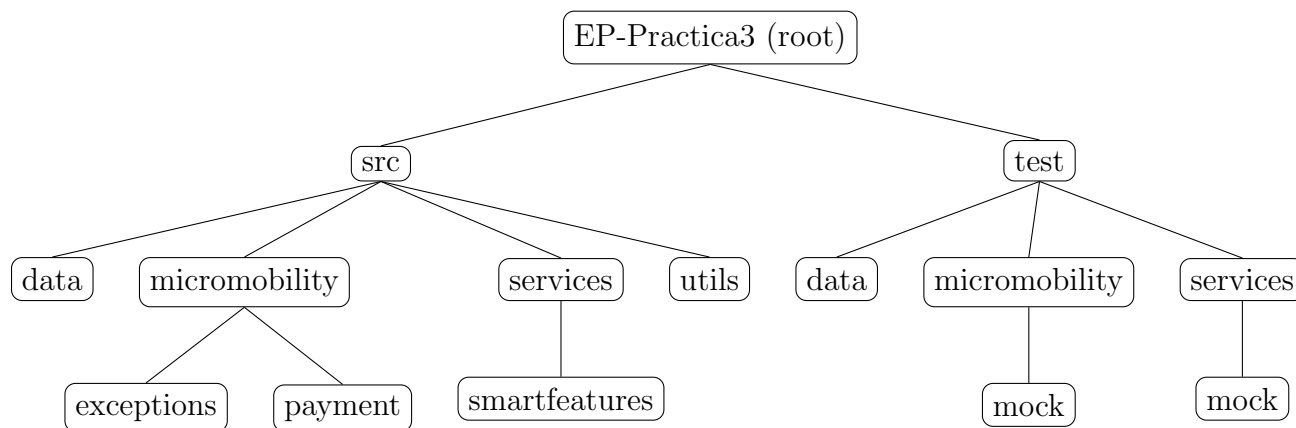 EP-Practica3 (root)
src
test
data
micromobility
services
utils
data
micromobility
services
exceptions
payment
smartfeatures
mock
mock